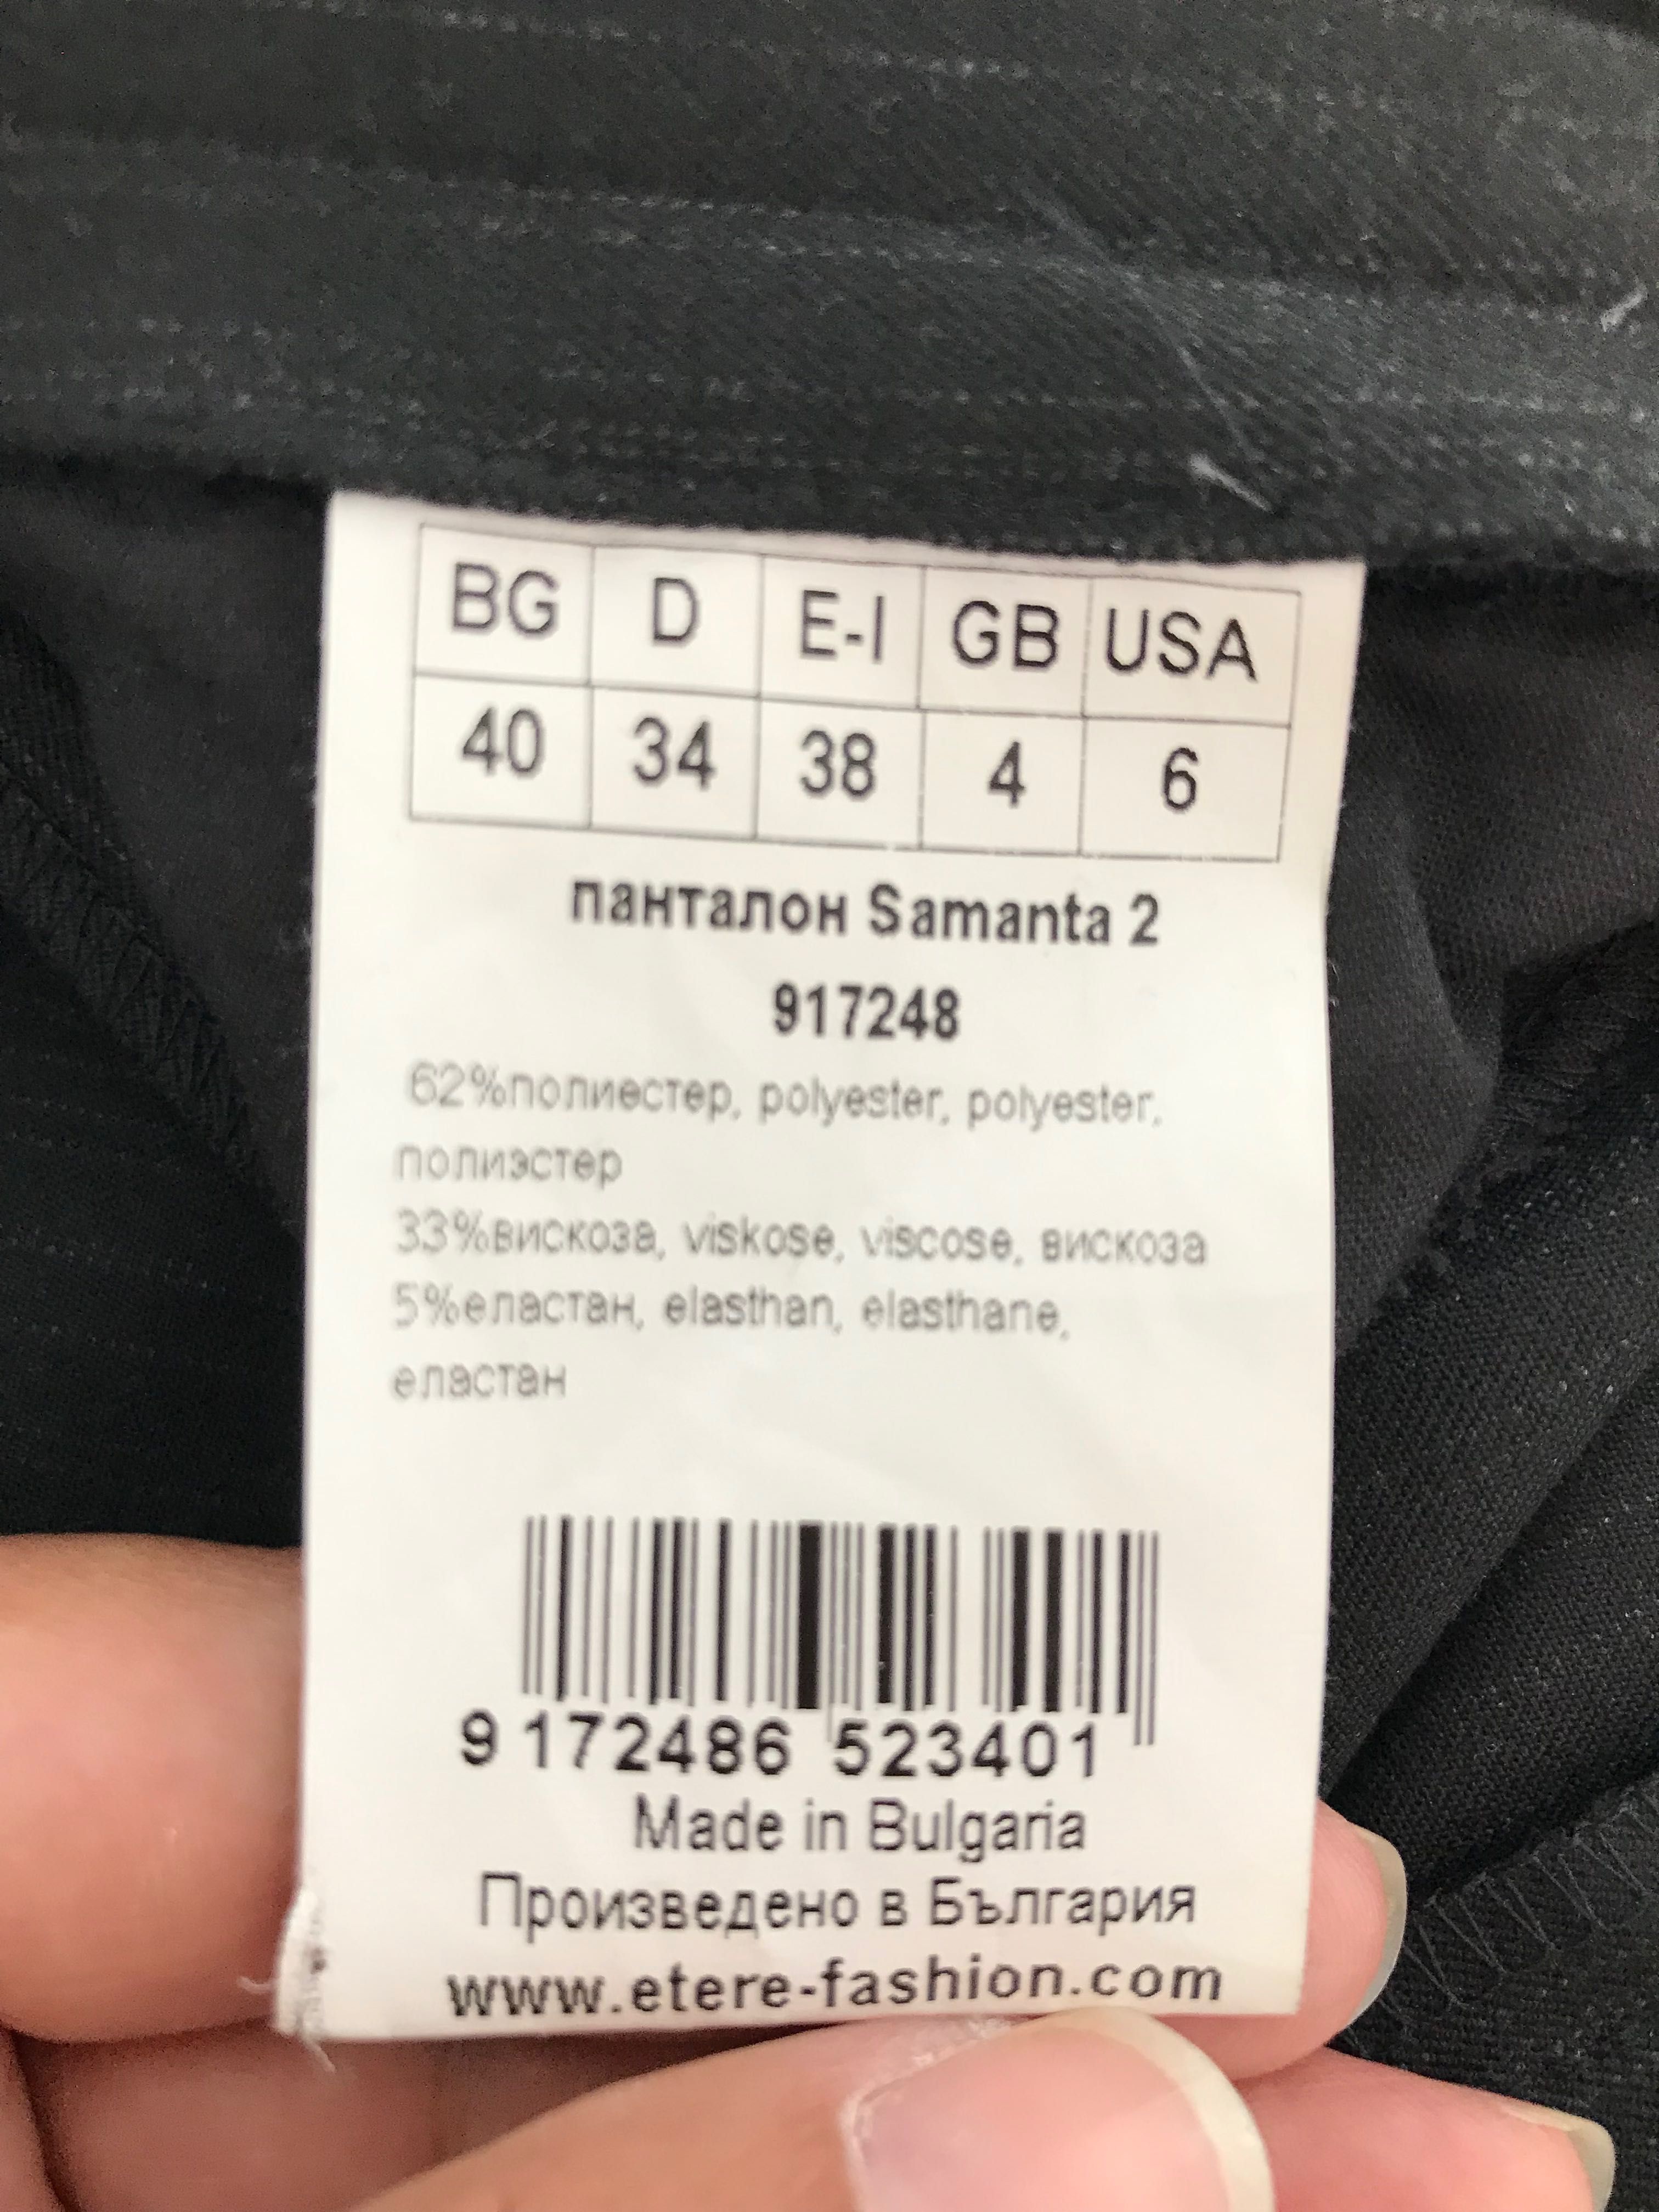 BG D E-I GB USA
40 34 38 4 6
панталон Samanta 2
917248
62%полиестер, polyester, polyester,
полиэстер
33%вискоза, viskose, viscose, вискоза
5%еластан, elasthan, elasthane,
еластан
9 172486 523401
Made in Bulgaria
Произведено в България
www.etere-fashion.com